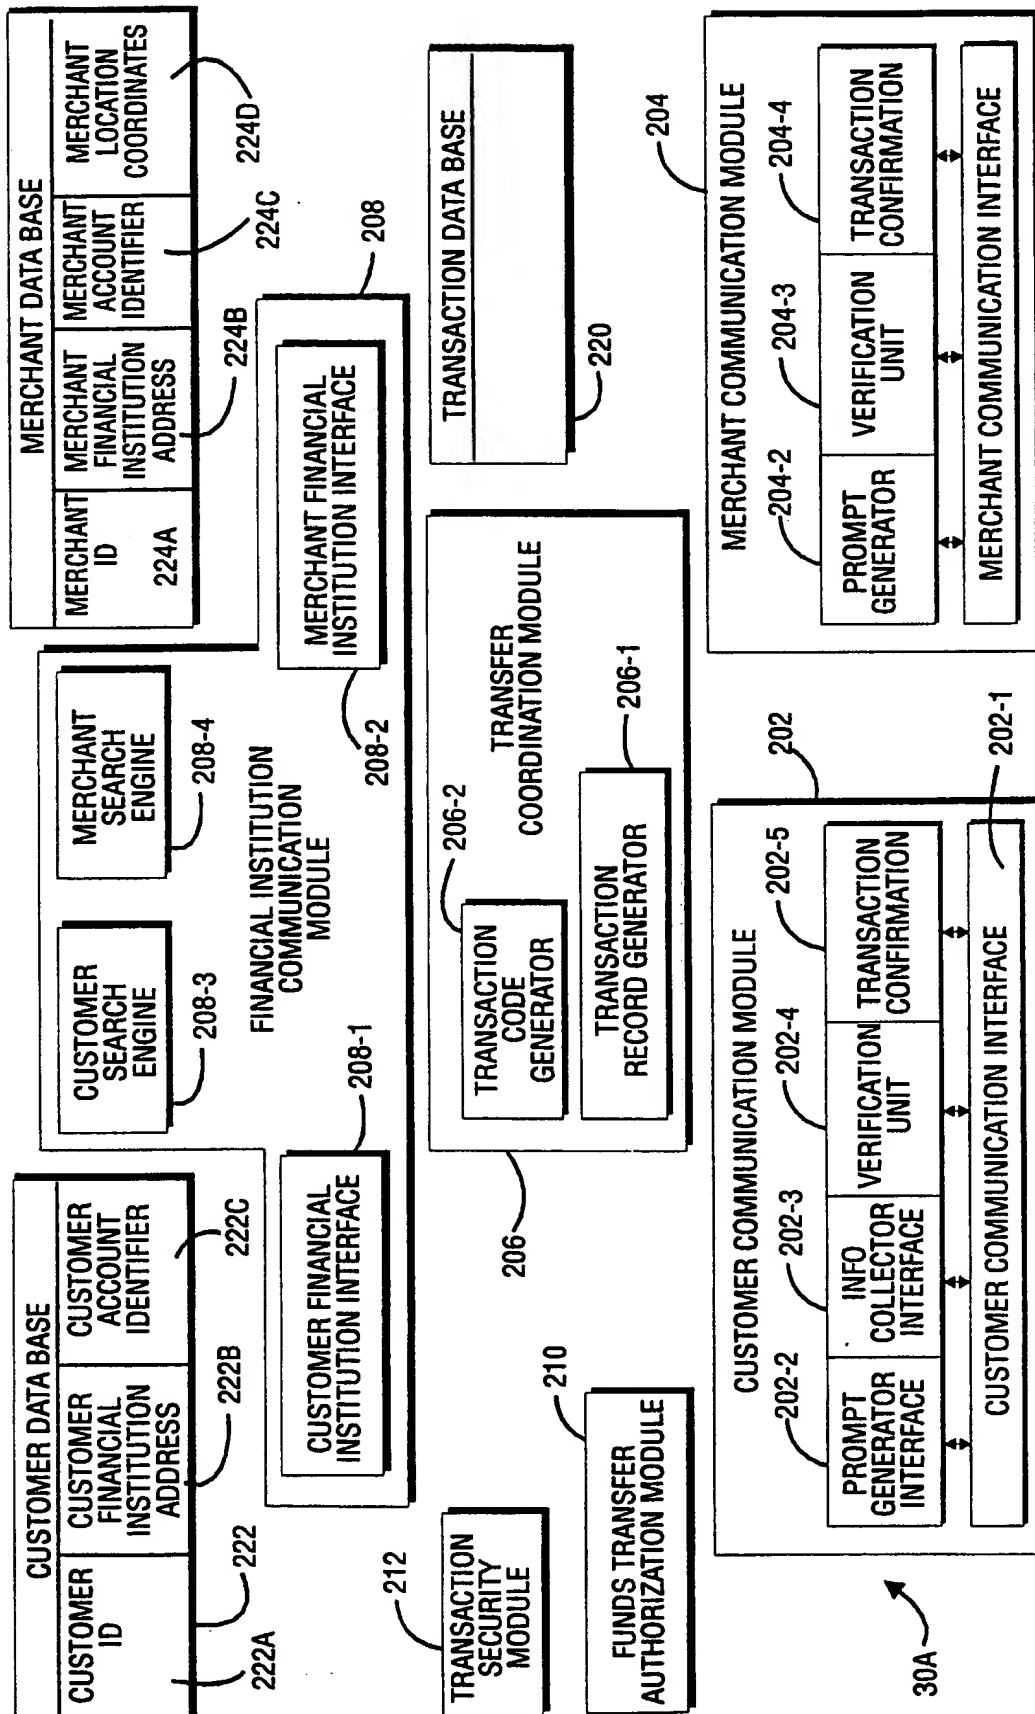 CUSTOMER DATA BASE
CUSTOMER
ID
CUSTOMER
FINANCIAL
INSTITUTION
ADDRESS
CUSTOMER
ACCOUNT
IDENTIFIER
222A
222
222B
222C
CUSTOMER
SEARCH
ENGINE
208-3
MERCHANT
SEARCH
ENGINE
208-4
FINANCIAL INSTITUTION
COMMUNICATION
MODULE
208-1
CUSTOMER FINANCIAL
INSTITUTION INTERFACE
208-2
MERCHANT FINANCIAL
INSTITUTION INTERFACE
208
MERCHANT DATA BASE
MERCHANT
ID
224A
MERCHANT
FINANCIAL
INSTITUTION
ADDRESS
MERCHANT
ACCOUNT
IDENTIFIER
MERCHANT
LOCATION
COORDINATES
224B
224C
224D
212
TRANSACTION
SECURITY
MODULE
210
FUNDS TRANSFER
AUTHORIZATION MODULE
206
206-2
TRANSACTION
CODE
GENERATOR
TRANSFER
COORDINATION MODULE
206-1
TRANSACTION
RECORD GENERATOR
TRANSACTION DATA BASE
220
30A
CUSTOMER COMMUNICATION MODULE
202
202-2
202-3
202-4
202-5
PROMPT
GENERATOR
INTERFACE
INFO
COLLECTOR
INTERFACE
VERIFICATION
UNIT
TRANSACTION
CONFIRMATION
CUSTOMER COMMUNICATION INTERFACE
202-1
MERCHANT COMMUNICATION MODULE
204
204-2
204-3
204-4
PROMPT
GENERATOR
VERIFICATION
UNIT
TRANSACTION
CONFIRMATION
MERCHANT COMMUNICATION INTERFACE